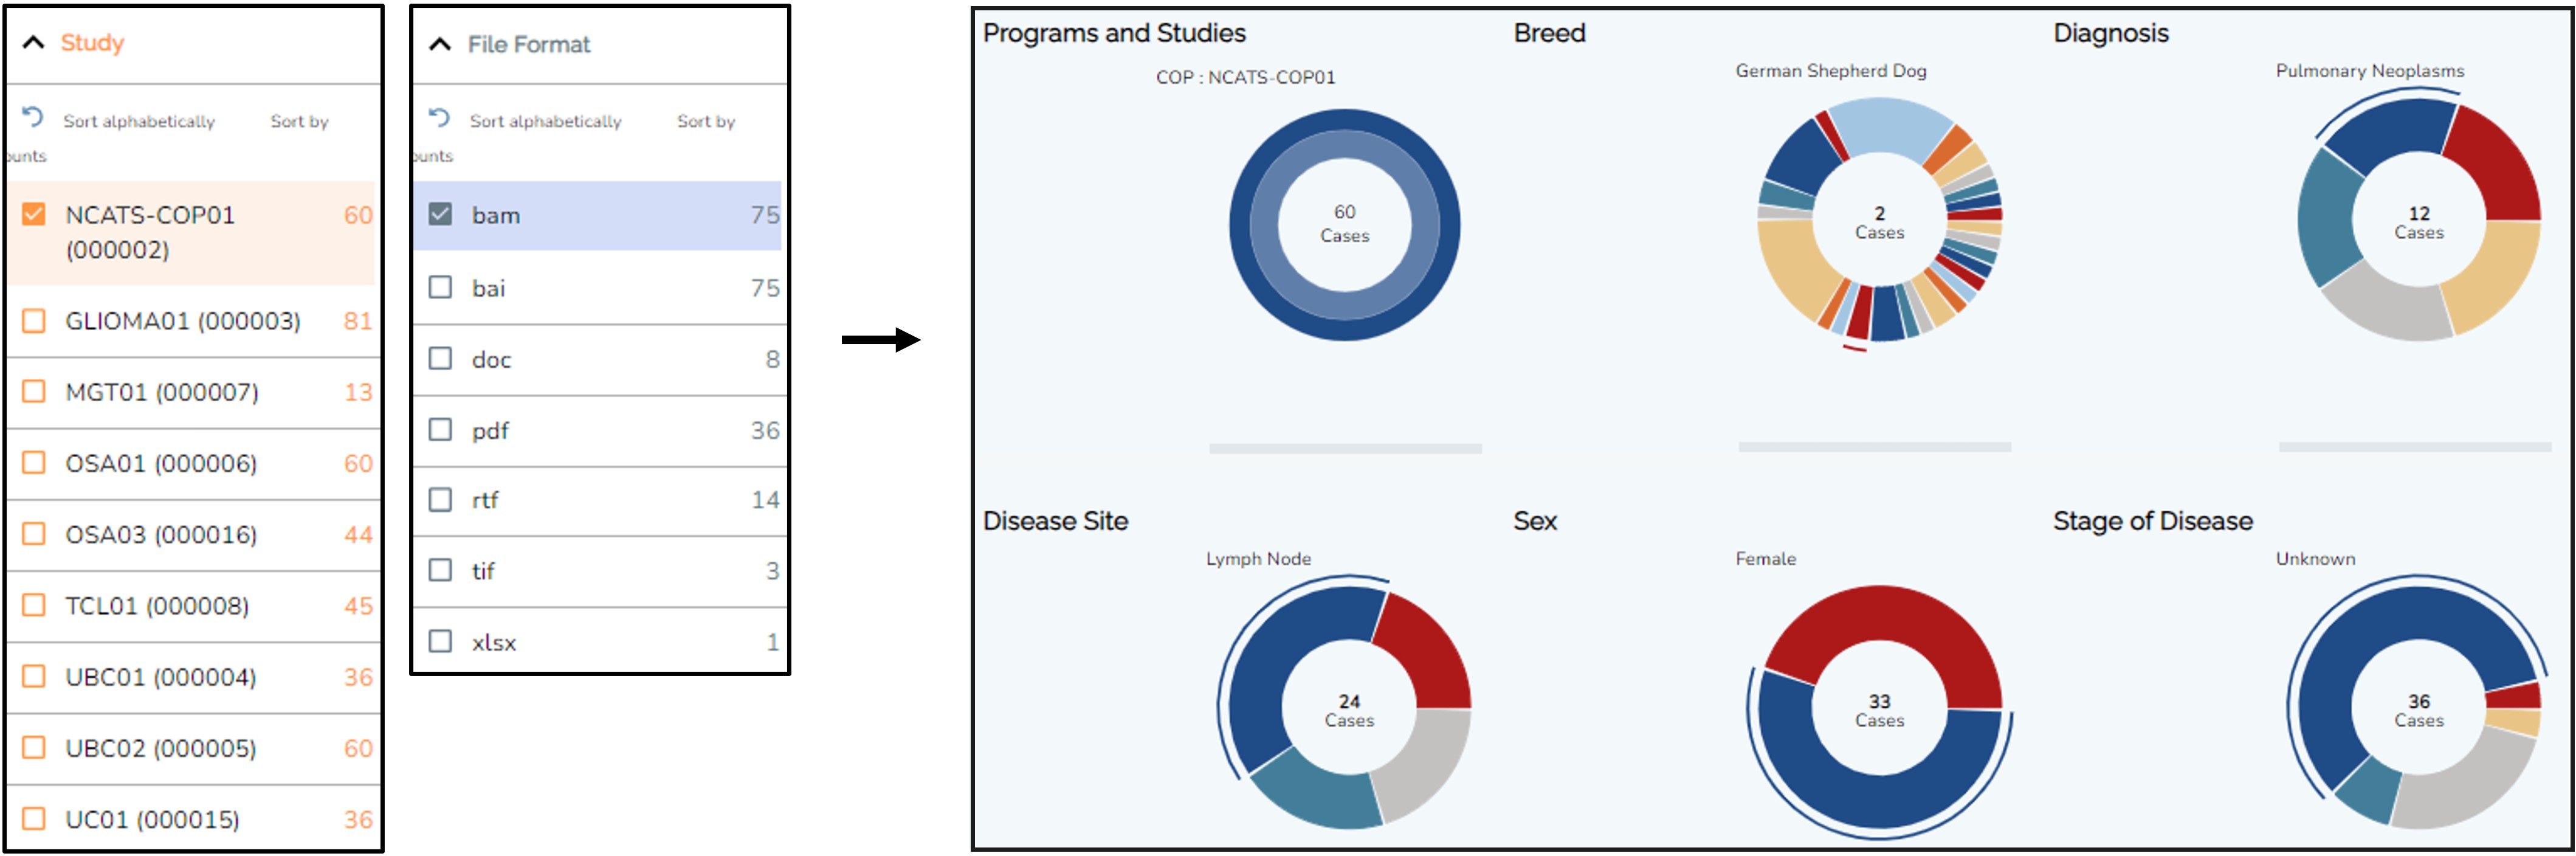 Study
Sort alphabetically Sort by
ounts
NCATS-COP01 60
(000002)
GLIOMA01 (000003) 81
MGT01 (000007) 13
OSA01 (000006) 60
OSA03 (000016) 44
TCL01 (000008) 45
UBC01 (000004) 36
UBC02 (000005) 60
UC01 (000015) 36
File Format
Sort alphabetically Sort by
ounts
bam 75
bai 75
doc 8
pdf 36
rtf 14
tif 3
xlsx 1
Programs and Studies
COP : NCATS-COP01
60
Cases
Breed
German Shepherd Dog
2
Cases
Diagnosis
Pulmonary Neoplasms
12
Cases
Disease Site
Lymph Node
24
Cases
Sex
Female
33
Cases
Stage of Disease
Unknown
36
Cases